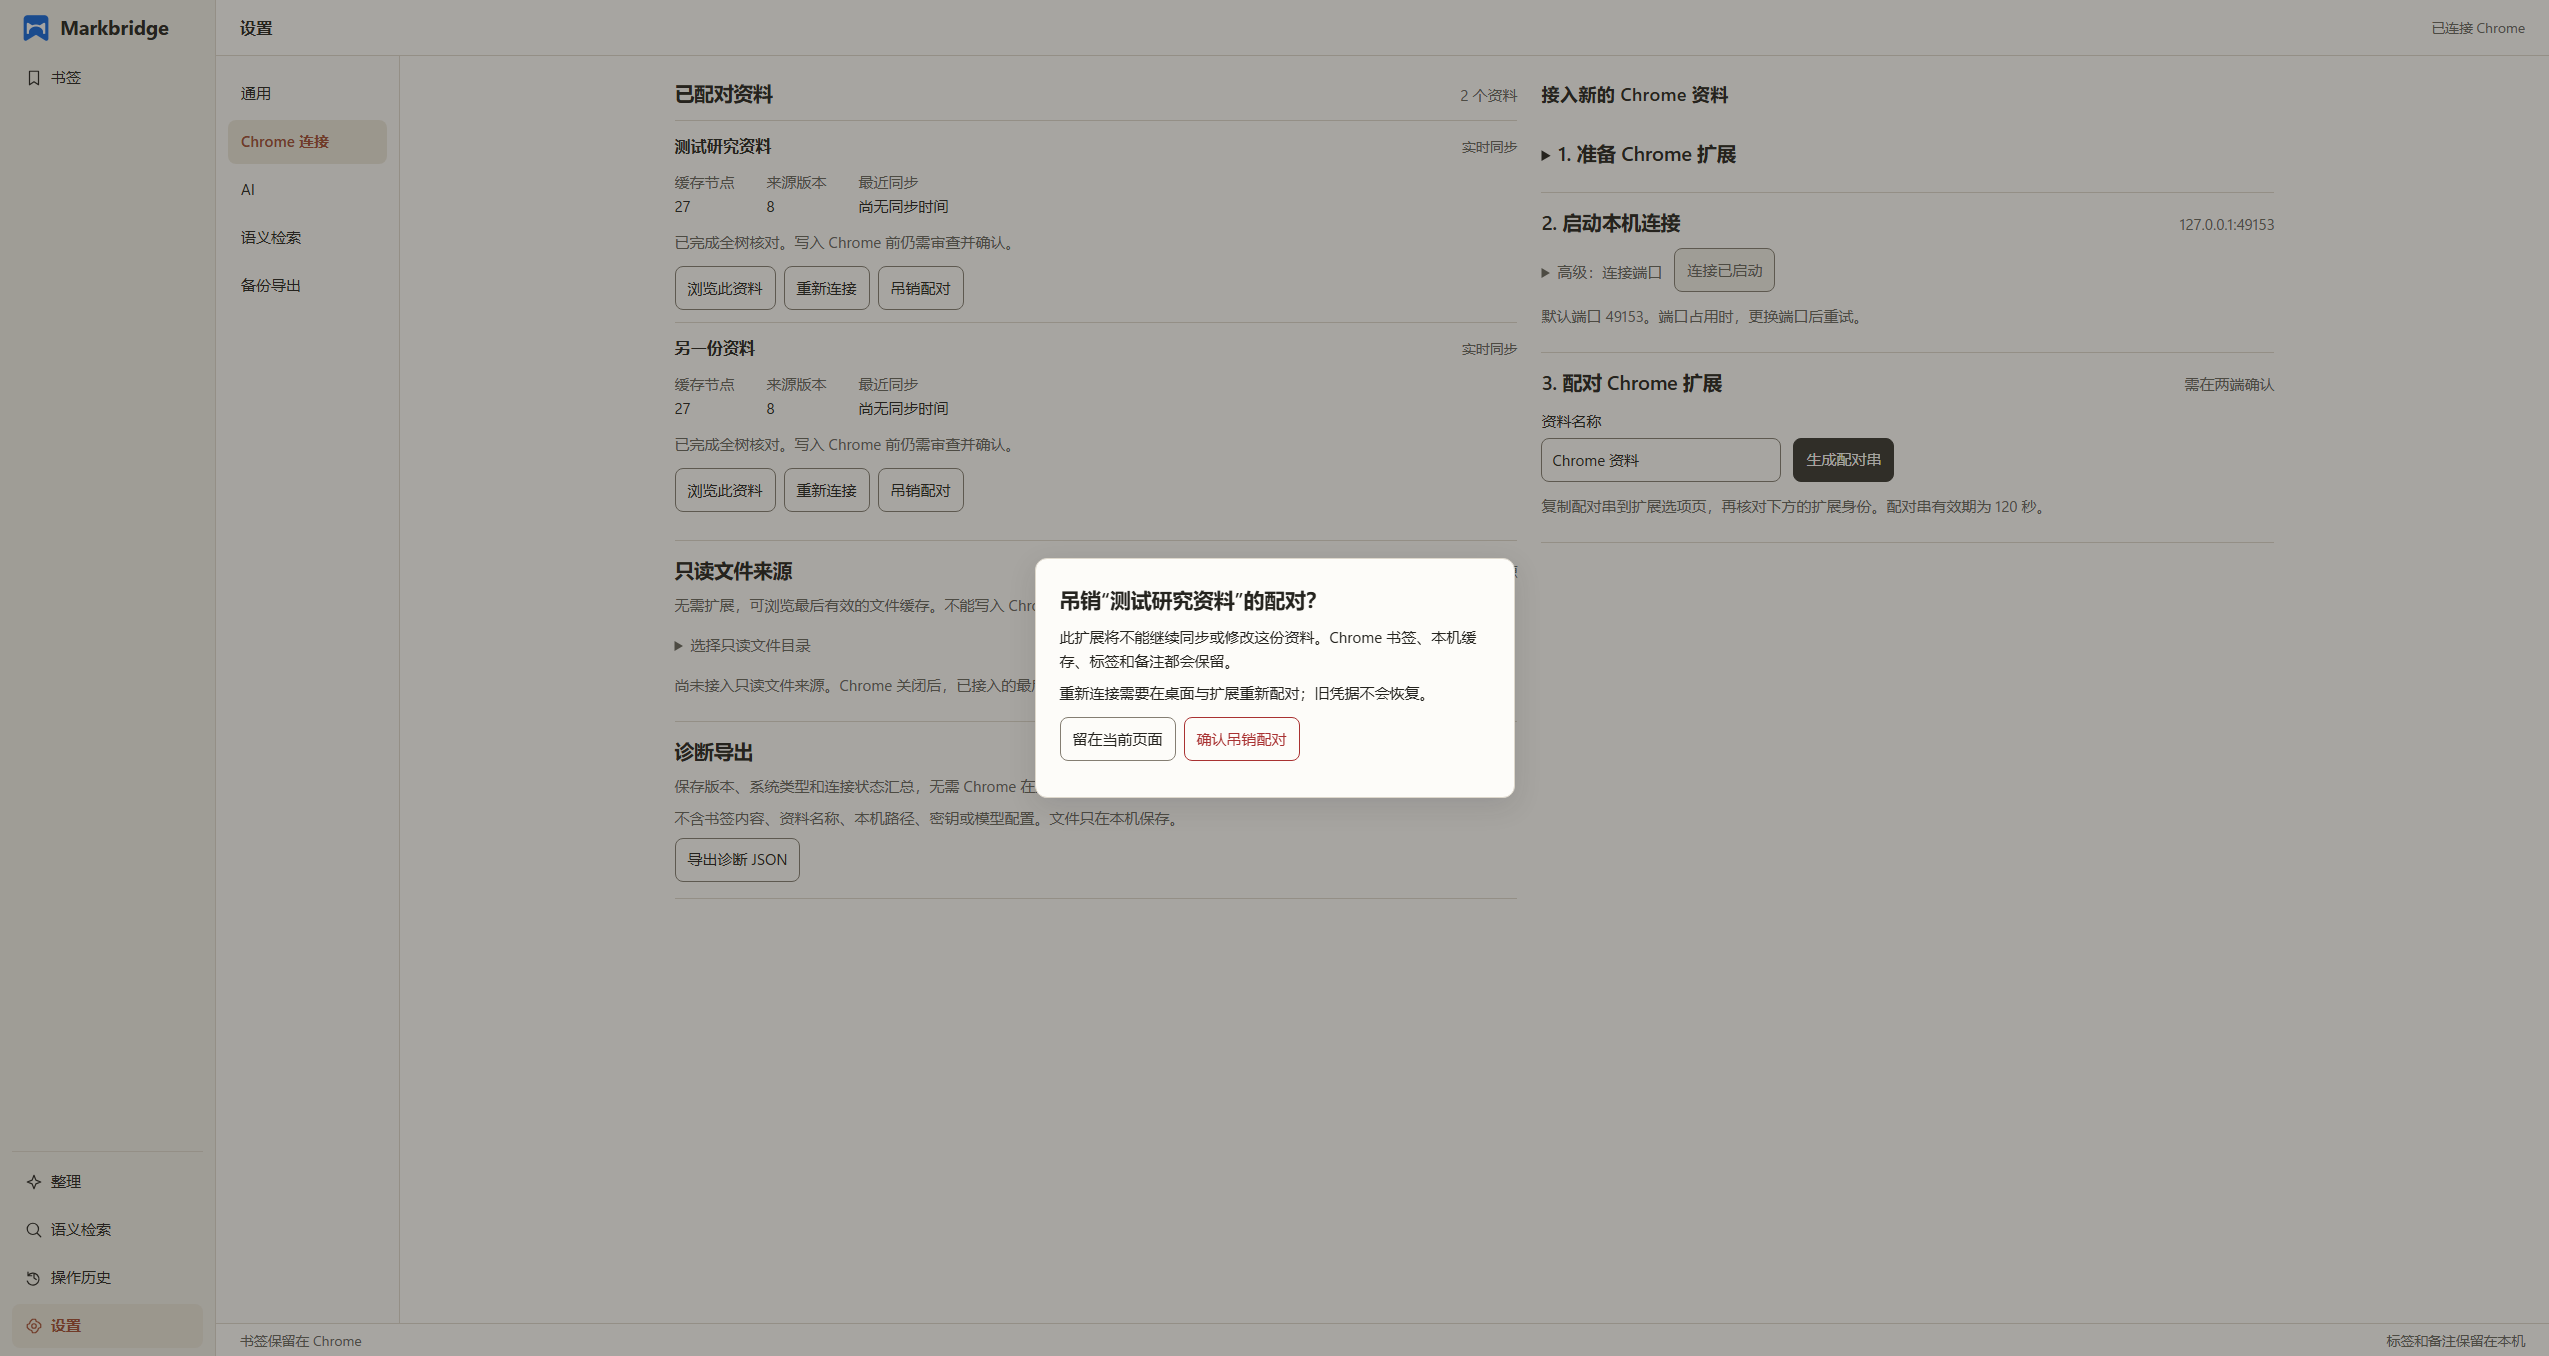 Markbridge
书签
整理
语义检索
操作历史
设置
设置
已连接 Chrome
通用
Chrome 连接
AI
语义检索
备份导出
已配对资料
2 个资料
测试研究资料
实时同步
缓存节点 来源版本 最近同步
27 8 尚无同步时间
已完成全树核对。写入 Chrome 前仍需审查并确认。
浏览此资料 重新连接 吊销配对
另一份资料
实时同步
缓存节点 来源版本 最近同步
27 8 尚无同步时间
已完成全树核对。写入 Chrome 前仍需审查并确认。
浏览此资料 重新连接 吊销配对
只读文件来源
无需扩展，可浏览最后有效的文件缓存。不能写入
选择只读文件目录
尚未接入只读文件来源。Chrome 关闭后，已接入的最
诊断导出
保存版本、系统类型和连接状态汇总，无需 Chrome 在
不含书签内容、资料名称、本机路径、密钥或模型配置。文件只在本机保存。
导出诊断 JSON
接入新的 Chrome 资料
1. 准备 Chrome 扩展
2. 启动本机连接
127.0.0.1:49153
高级：连接端口 连接已启动
默认端口 49153。端口占用时，更换端口后重试。
3. 配对 Chrome 扩展
需在两端确认
资料名称
Chrome 资料 生成配对串
复制配对串到扩展选项页，再核对下方的扩展身份。配对串有效期为 120 秒。
吊销“测试研究资料”的配对？
此扩展将不能继续同步或修改这份资料。Chrome 书签、本机缓
存、标签和备注都会保留。
重新连接需要在桌面与扩展重新配对；旧凭据不会恢复。
留在当前页面 确认吊销配对
书签保留在 Chrome
标签和备注保留在本机